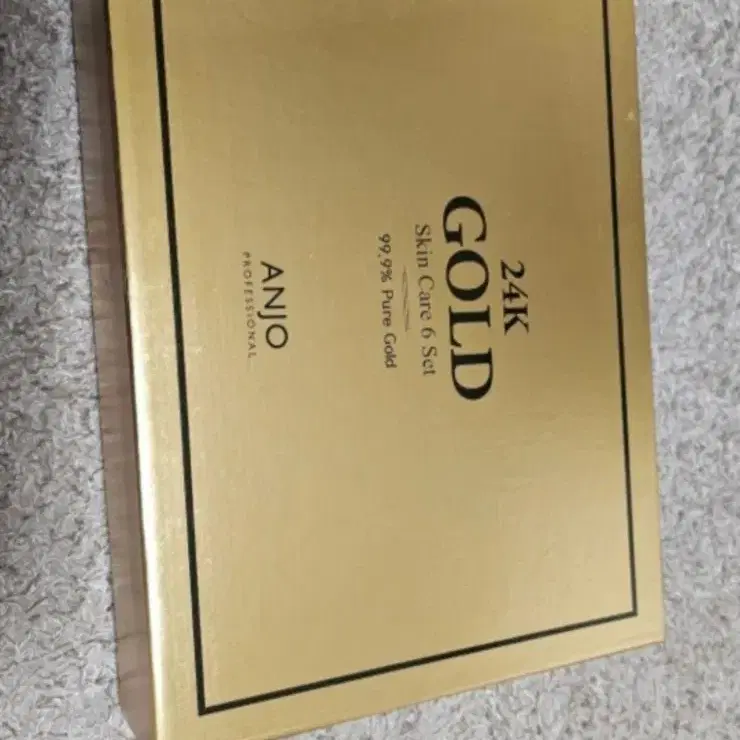 24K
GOLD
Skin Care 6 Set
99.9% Pure Gold
ANJO
PROFESSIONAL